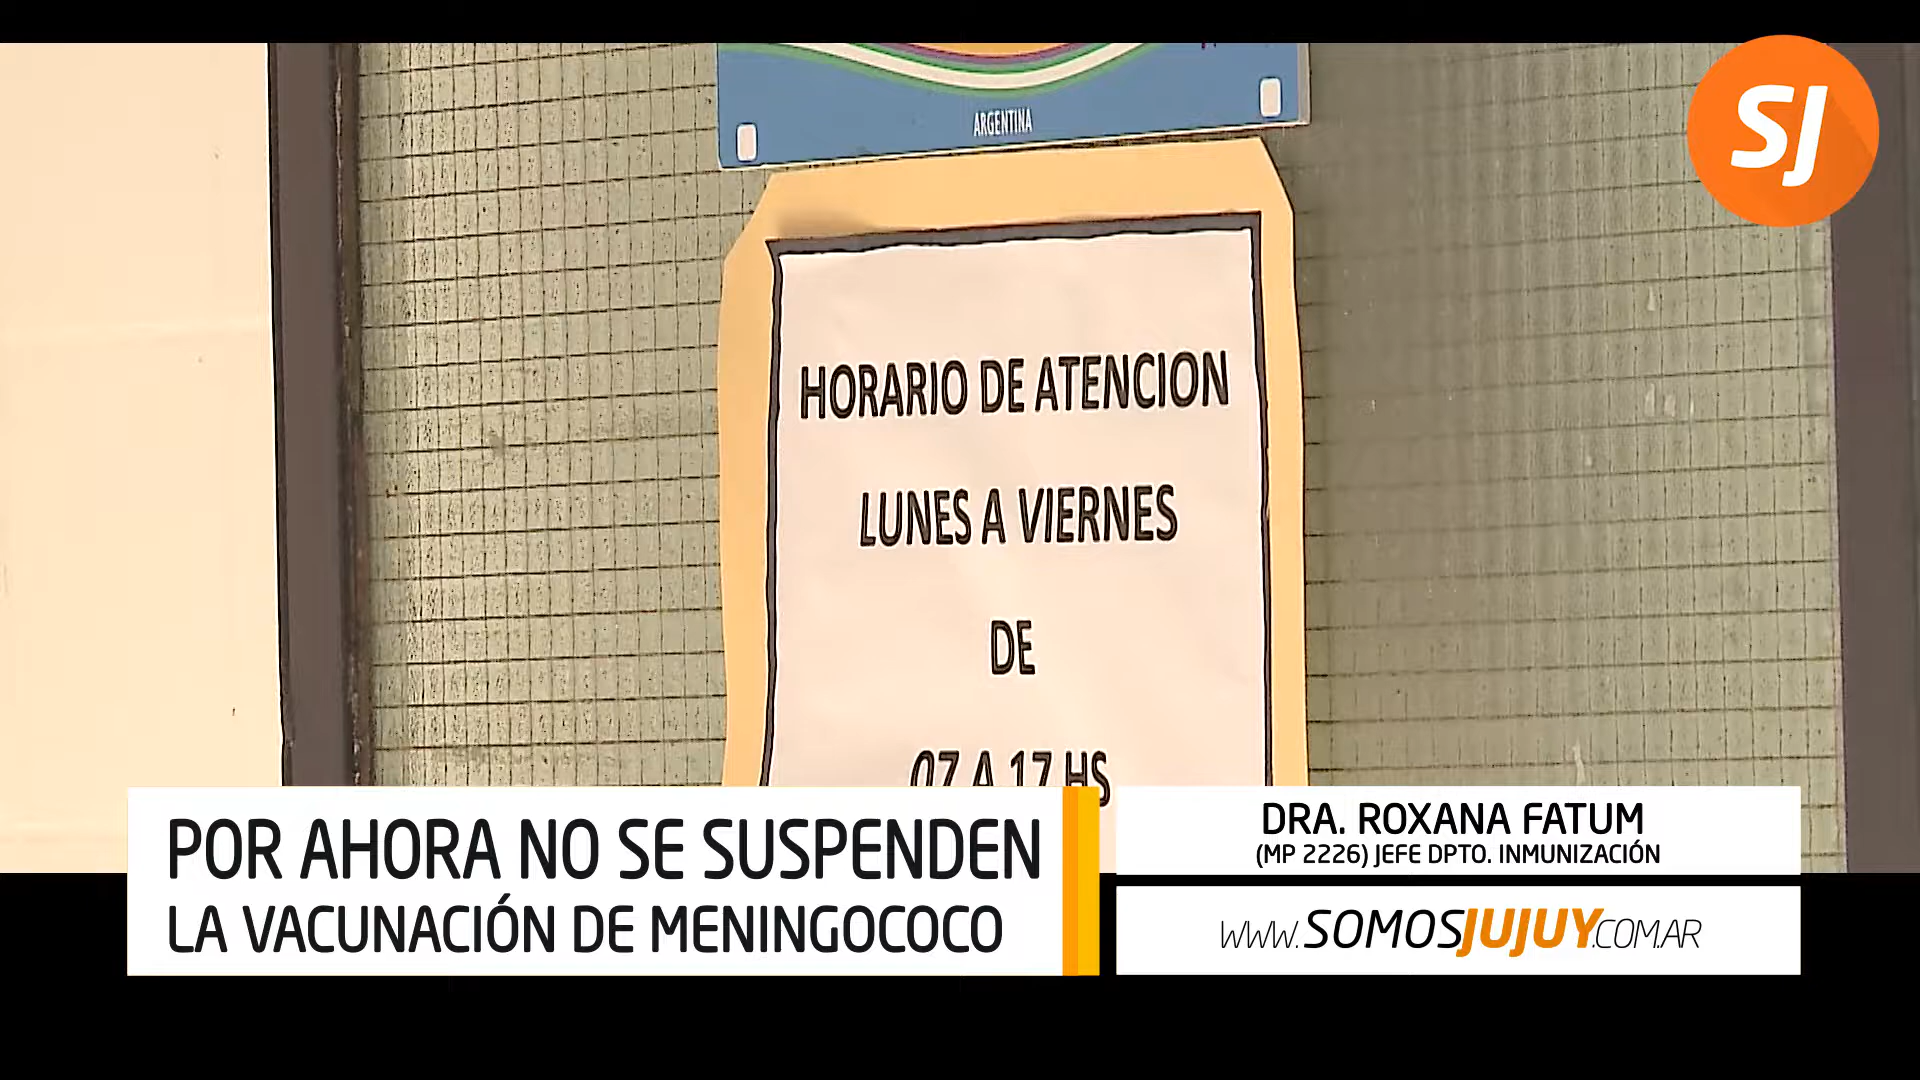 ARGENTINA
SJ
HORARIO DE ATENCION
LUNES A VIERNES
DE
07 A 17 HS
POR AHORA NO SE SUSPENDEN
LA VACUNACIÓN DE MENINGOCOCO
DRA. ROXANA FATUM
(MP 2226) JEFE DPTO. INMUNIZACIÓN
WWW.SOMOSJUJUY.COM.AR